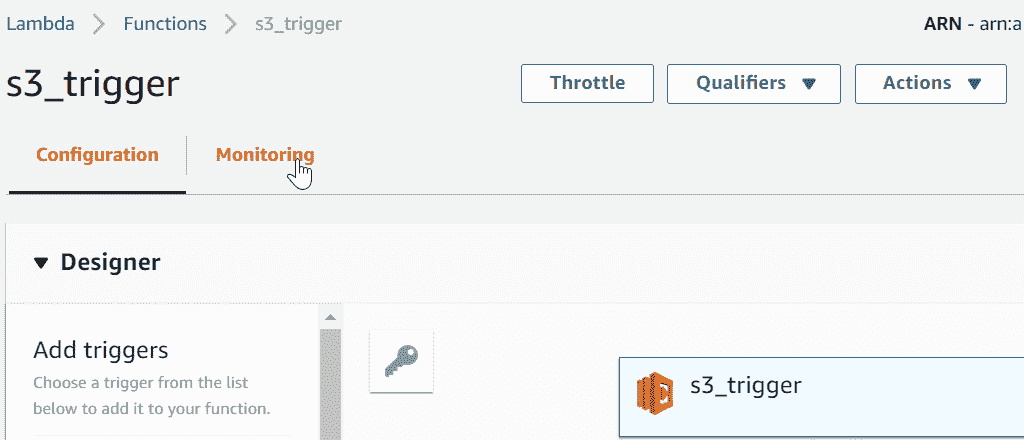 Lambda Functions s3_trigger ARN - arn:a
s3_trigger Throttle Qualifiers Actions
Configuration Monitoring
Designer
Add triggers
Choose a trigger from the list
below to add it to your function.
s3_trigger